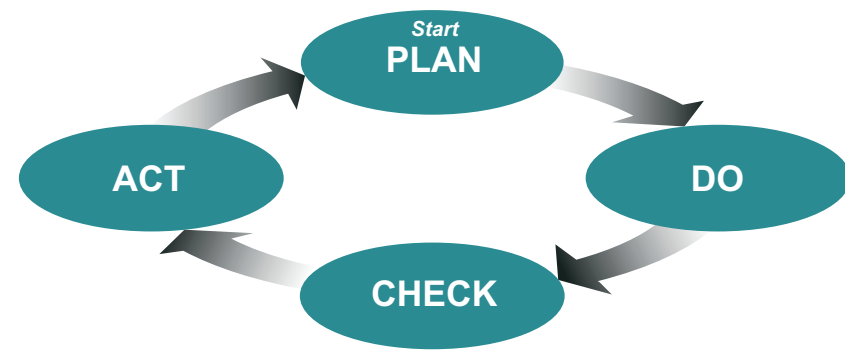 Start
PLAN
DO
CHECK
ACT